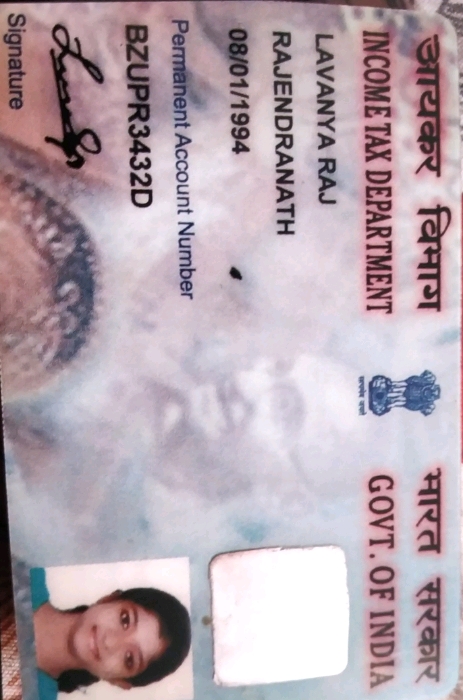 आयकर विभाग
INCOME TAX DEPARTMENT
भारत सरकार
GOVT. OF INDIA
सत्यमेव जयते
LAVANYA RAJ
RAJENDRANATH
08/01/1994
Permanent Account Number
BZUPR3432D
Signature